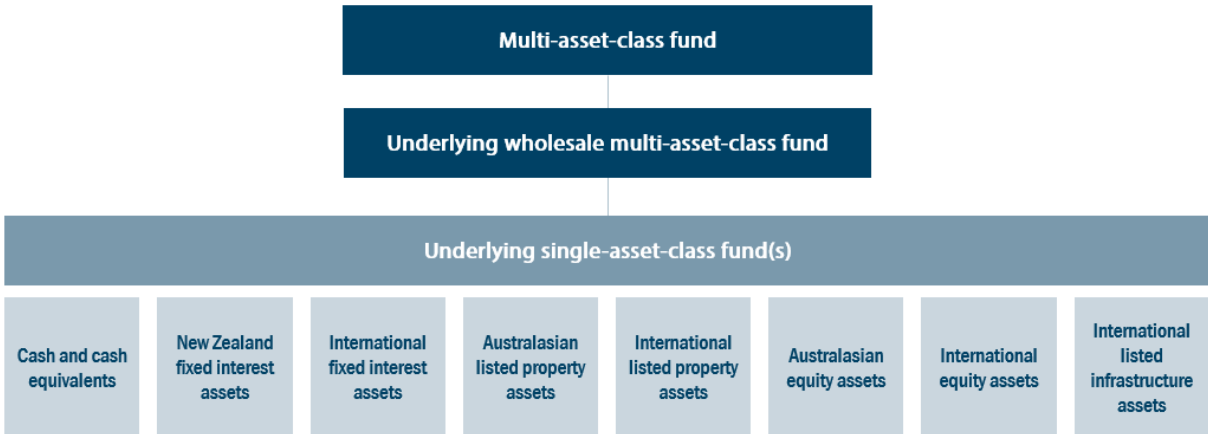 Multi-asset-class fund
Underlying wholesale multi-asset-class fund
Underlying single-asset-class fund(s)
Cash and cash
equivalents
New Zealand
fixed interest
assets
International
fixed interest
assets
Australasian
listed property
assets
International
listed property
assets
Australasian
equity assets
International
equity assets
International
listed
infrastructure
assets